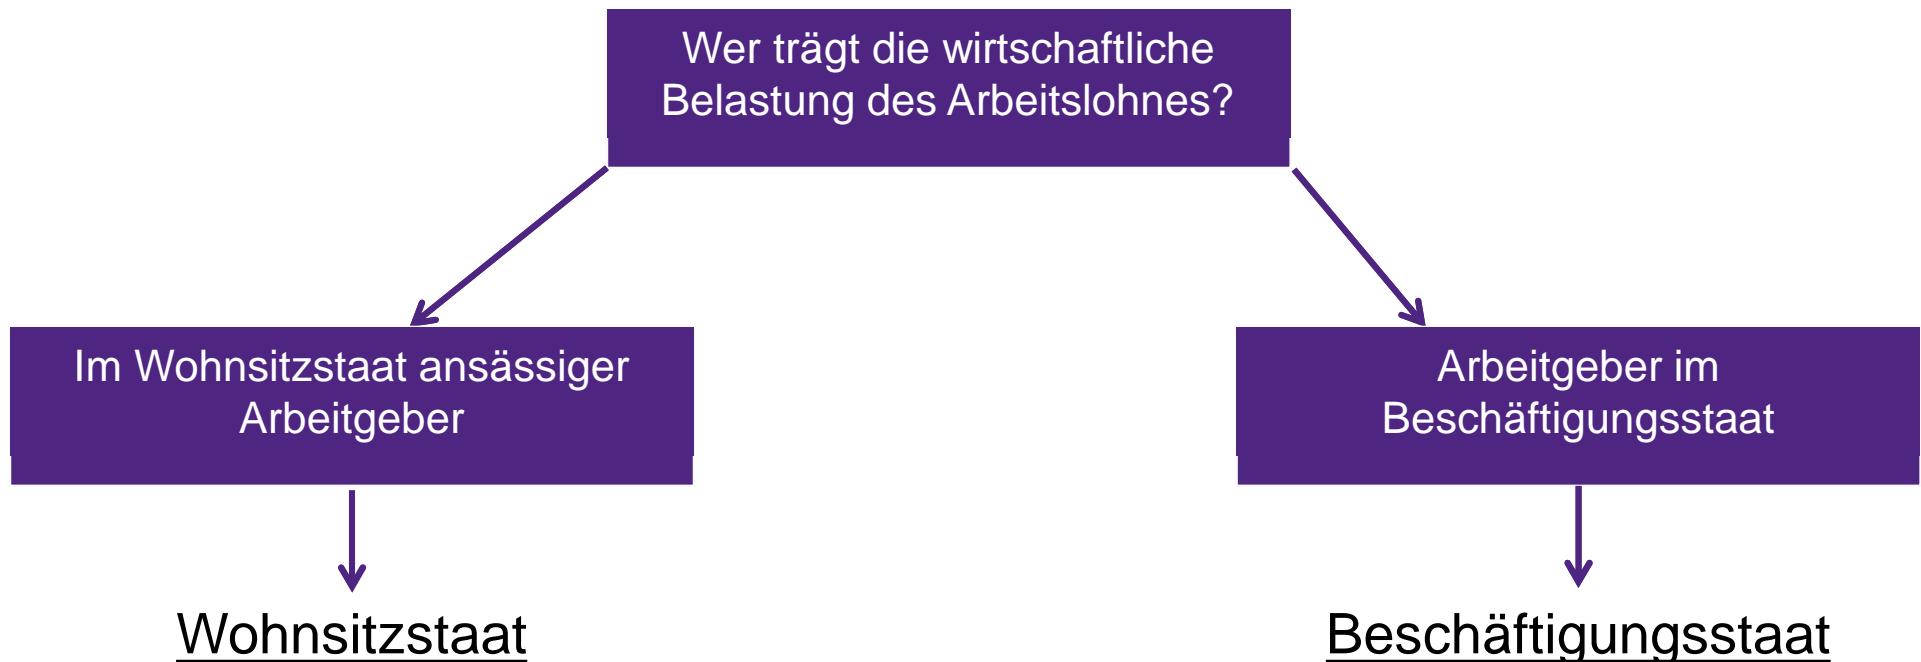 Wer trägt die wirtschaftliche
Belastung des Arbeitslohnes?
Im Wohnsitzstaat ansässiger
Arbeitgeber
Arbeitgeber im
Beschäftigungsstaat
Wohnsitzstaat
Beschäftigungsstaat